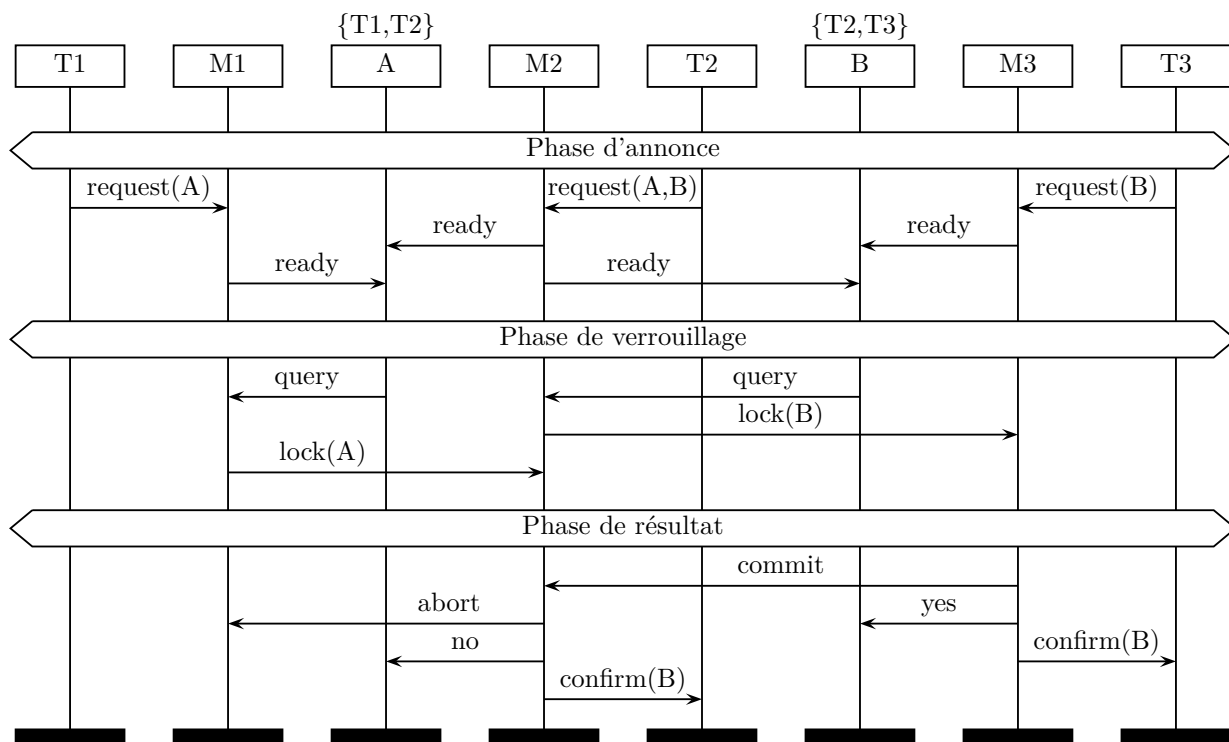 {T1,T2} {T2,T3}
T1 M1 A M2 T2 B M3 T3
Phase d'annonce
request(A) request(A,B) request(B)
ready ready
ready ready
Phase de verrouillage
query query
lock(B)
lock(A)
Phase de résultat
commit
abort yes
no confirm(B)
confirm(B)